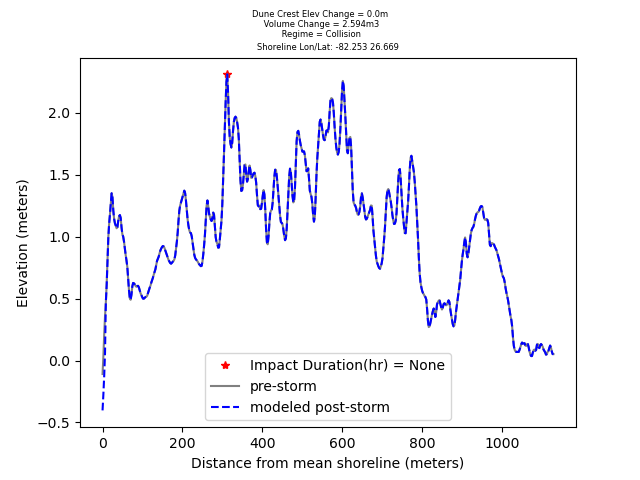 Dune Crest Elev Change = 0.0m
Volume Change = 2.594m3
Regime = Collision
Shoreline Lon/Lat: -82.253 26.669
2.0
1.5
1.0
0.5
0.0
−0.5
Elevation (meters)
Impact Duration(hr) = None
pre-storm
modeled post-storm
0 200 400 600 800 1000
Distance from mean shoreline (meters)